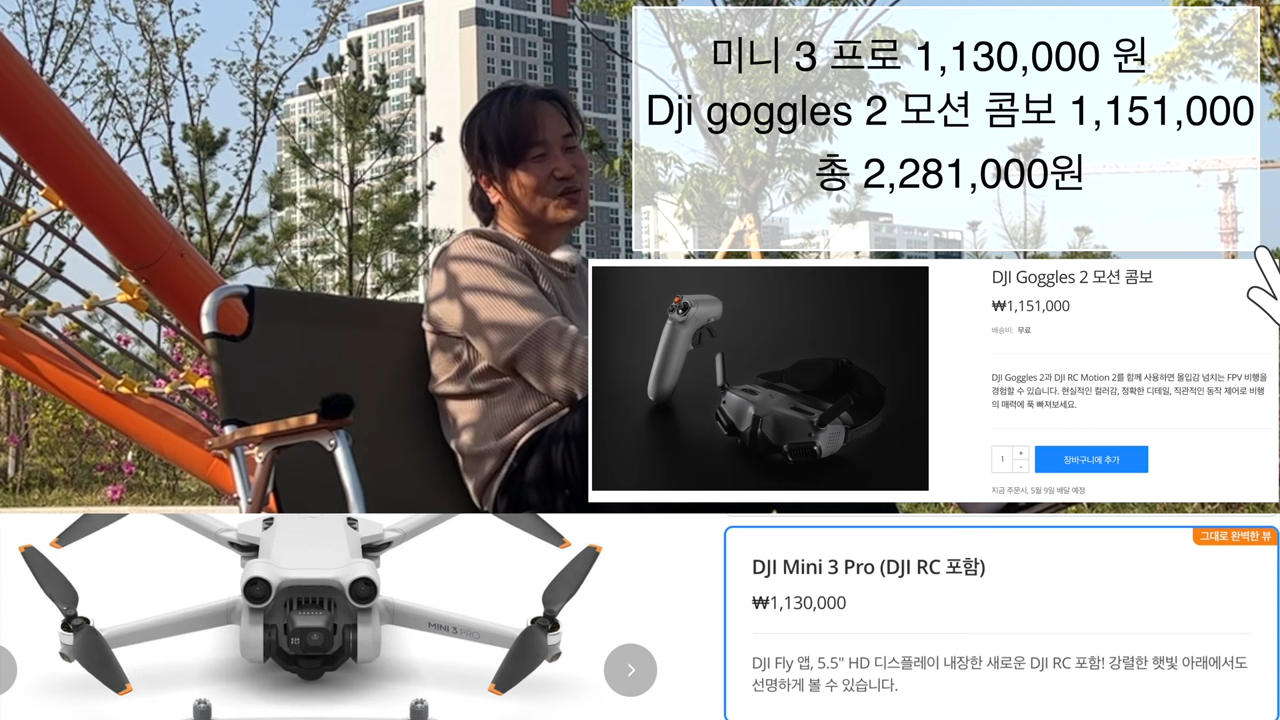 미니 3 프로 1,130,000 원
Dji goggles 2 모션 콤보 1,151,000
총 2,281,000원
DJI Goggles 2 모션 콤보
₩1,151,000
배송비: 무료
DJI Goggles 2과 DJI RC Motion 2를 함께 사용하면 몰입감 넘치는 FPV 비행을
경험할 수 있습니다. 현실적인 컬러감, 정확한 디테일, 직관적인 동작 제어로 비행
의 매력에 푹 빠져보세요.
1
+
-
장바구니에 추가
지금 주문시, 5월 9일 배달 예정
그대로 완벽한 뷰
DJI Mini 3 Pro (DJI RC 포함)
₩1,130,000
MINI 3 PRO
DJI Fly 앱, 5.5" HD 디스플레이 내장한 새로운 DJI RC 포함! 강렬한 햇빛 아래에서도
선명하게 볼 수 있습니다.